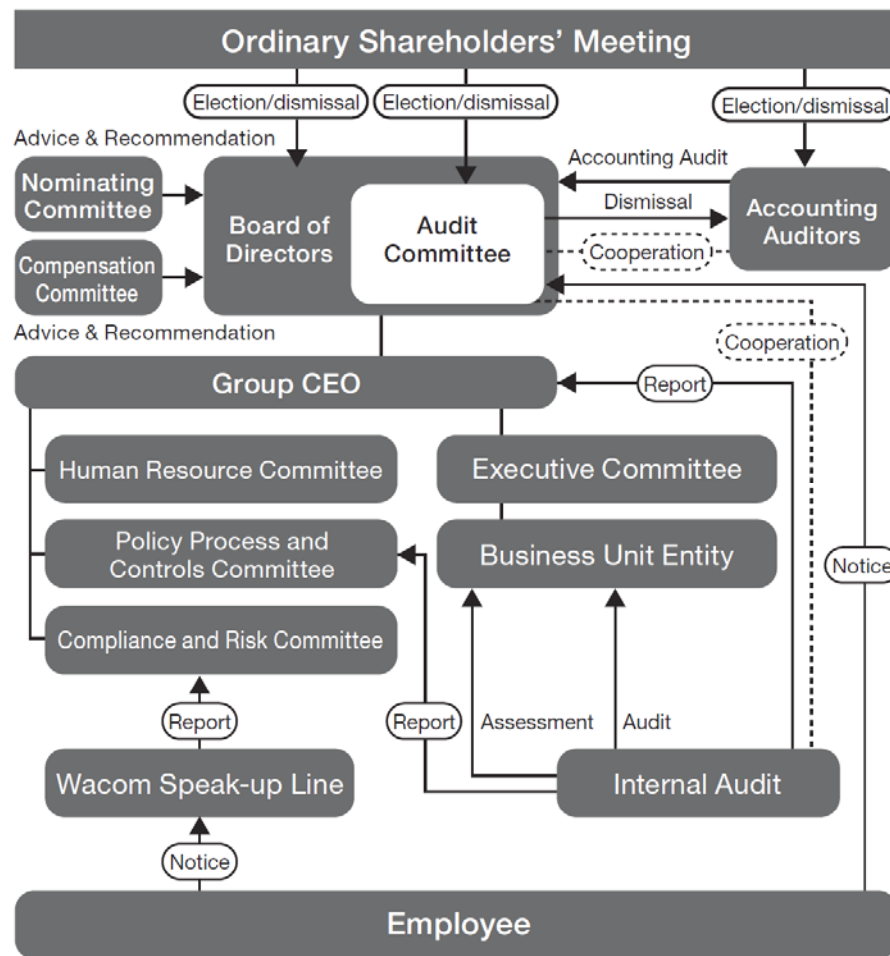 Ordinary Shareholders' Meeting
Election/dismissal
Election/dismissal
Election/dismissal
Advice & Recommendation
Nominating
Committee
Compensation
Committee
Advice & Recommendation
Board of
Directors
Audit
Committee
Accounting Audit
Dismissal
Cooperation
Accounting
Auditors
Cooperation
Group CEO
Report
Human Resource Committee
Executive Committee
Policy Process and
Controls Committee
Business Unit Entity
Notice
Compliance and Risk Committee
Report
Report
Assessment
Audit
Wacom Speak-up Line
Internal Audit
Notice
Employee